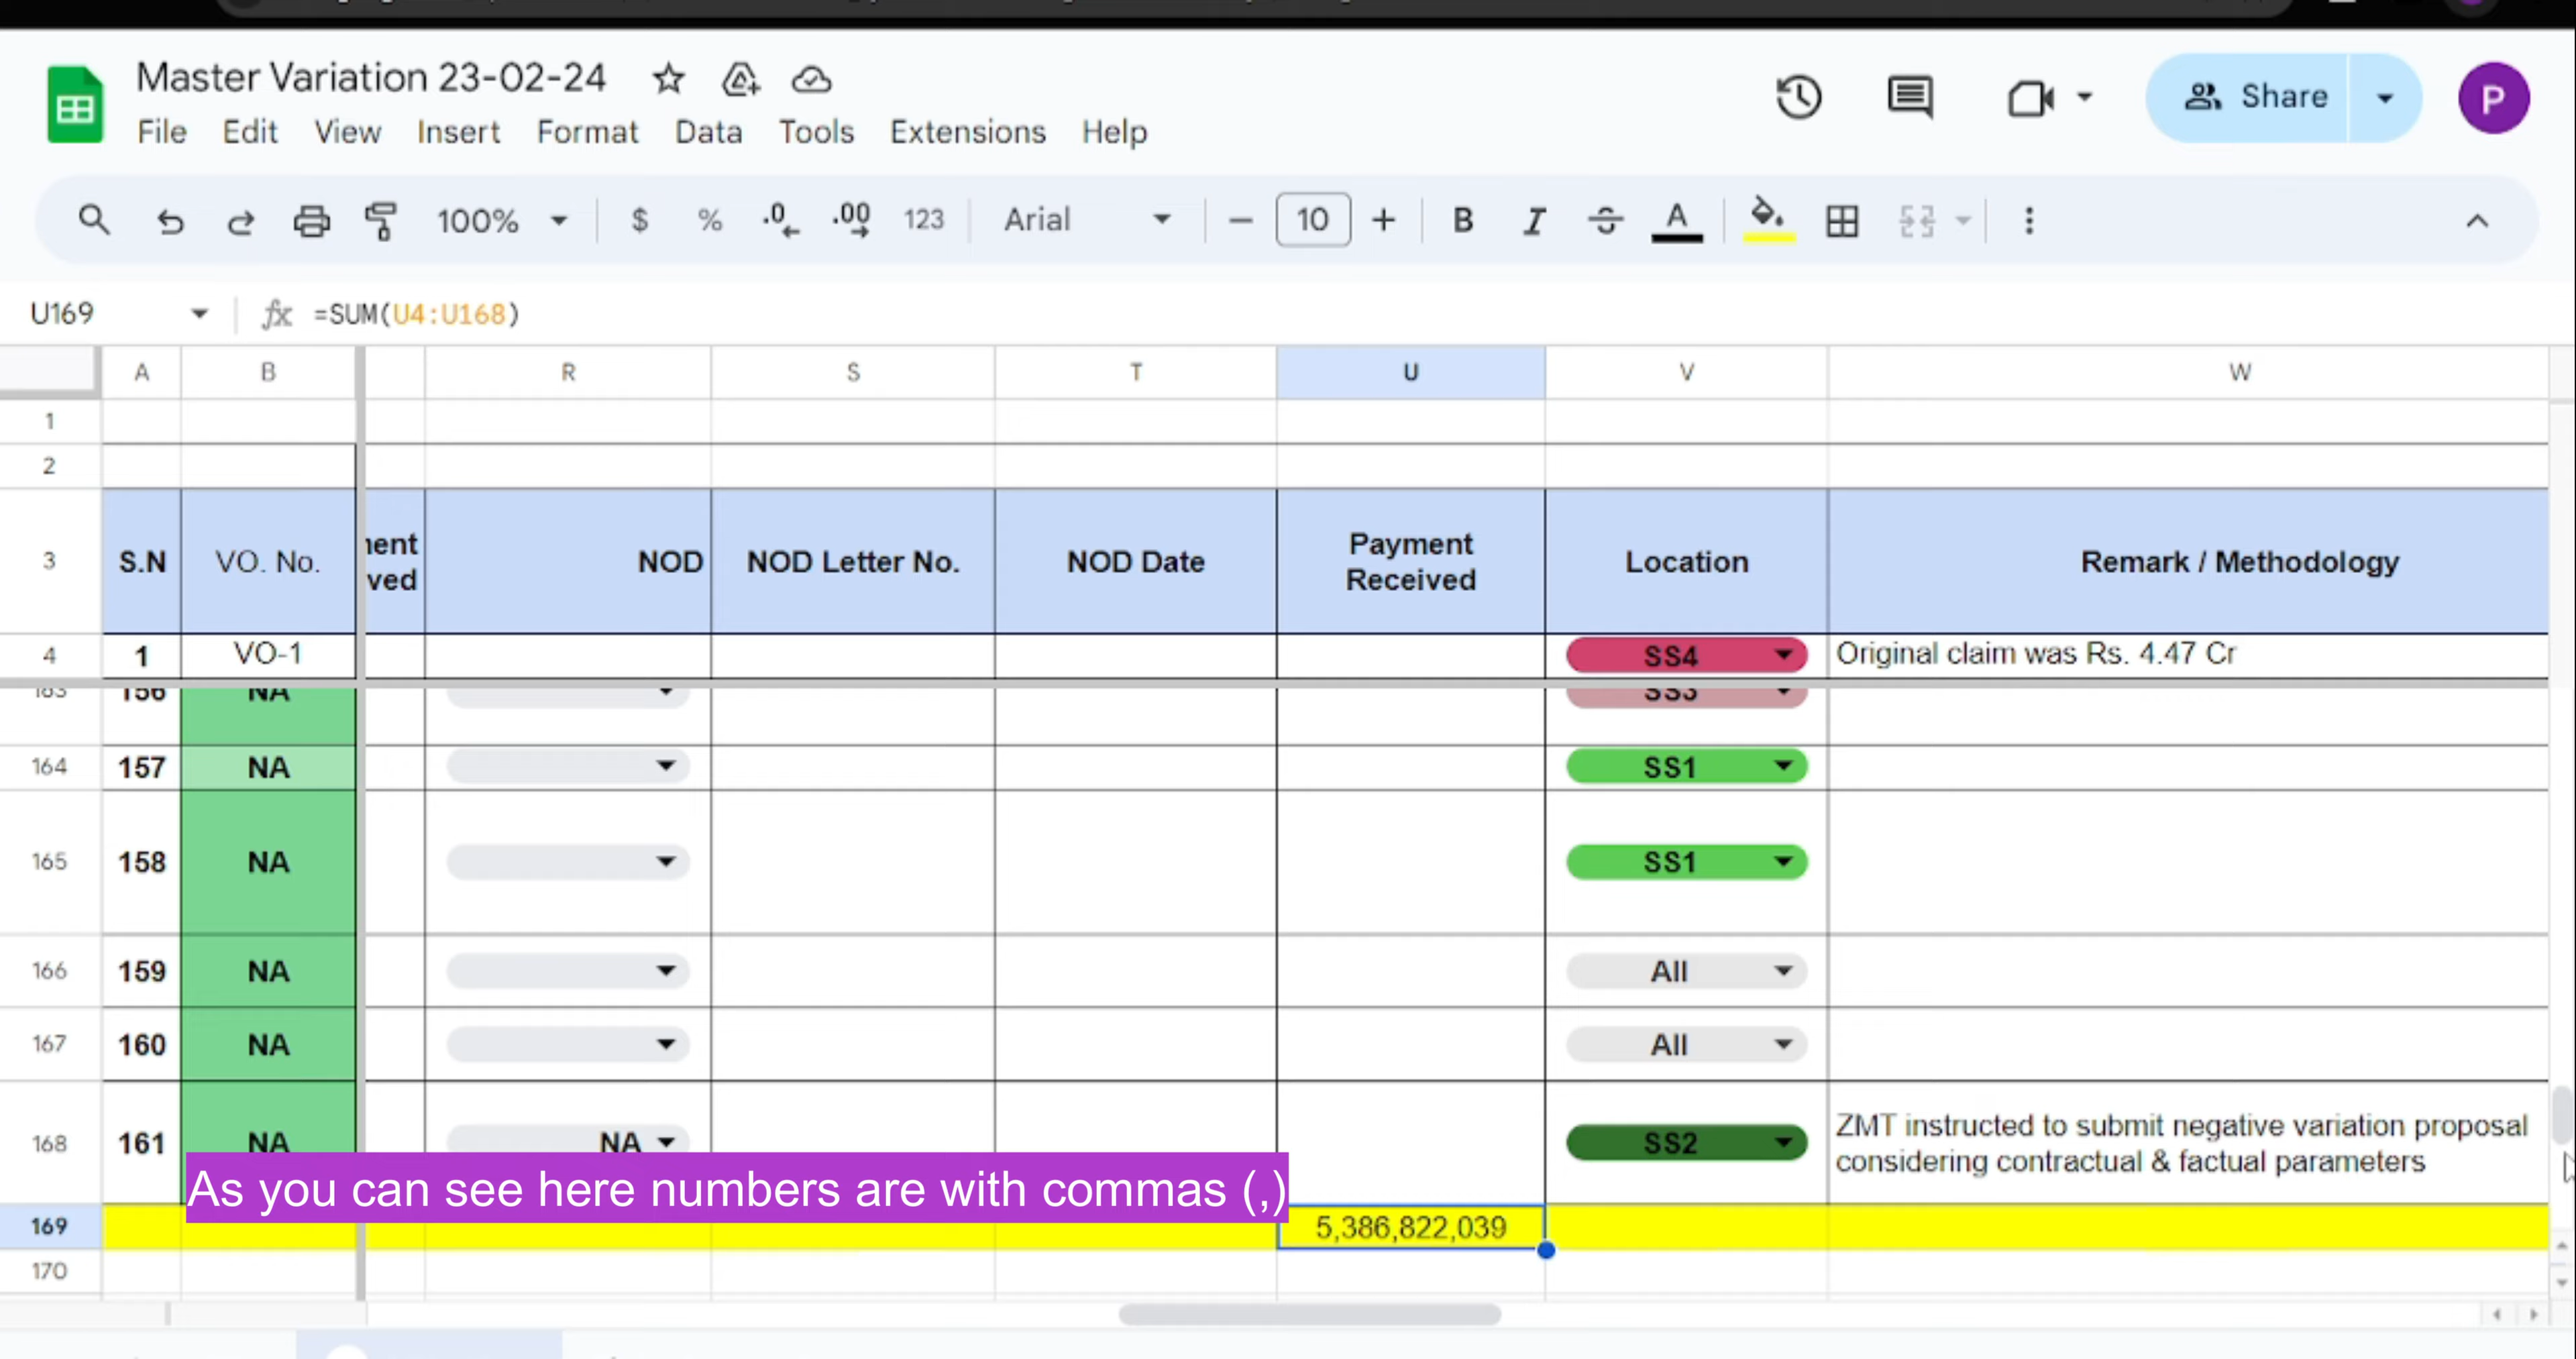 Master Variation 23-02-24
File Edit View Insert Format Data Tools Extensions Help
Share
P
100% $ % .0 .00 123 Arial 10 B I A
U169 fx =SUM(U4:U168)
A B R S T U V W
1
2
3 S.N VO. No. NOD NOD Letter No. NOD Date Payment Received Location Remark / Methodology
4 1 VO-1 SS4 Original claim was Rs. 4.47 Cr
163 156 NA SS3
164 157 NA SS1
165 158 NA SS1
166 159 NA All
167 160 NA All
168 161 NA NA SS2 ZMT instructed to submit negative variation proposal
considering contractual & factual parameters
As you can see here numbers are with commas (,)
169 5,386,822,039
170